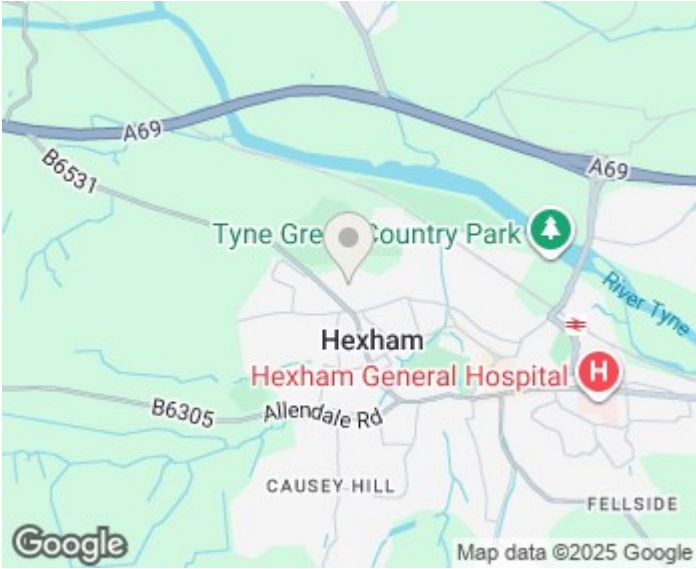 A69
A69
B6531
Tyne Gre Country Park
River Tyne
Hexham
Hexham General Hospital
H
B6305
Allendale Rd
CAUSEY HILL
FELLSIDE
Google
Map data ©2025 Google